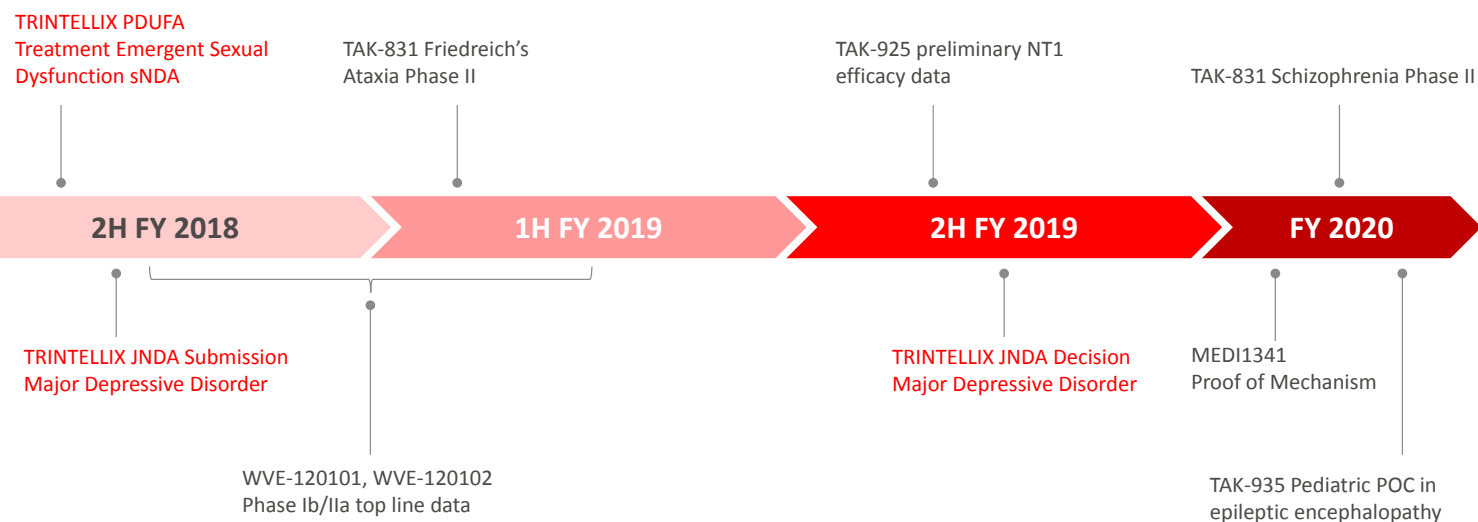 TRINTELLIX PDUFA
Treatment Emergent Sexual
Dysfunction sNDA
TAK-831 Friedreich’s
Ataxia Phase II
TAK-925 preliminary NT1
efficacy data
TAK-831 Schizophrenia Phase II
2H FY 2018
1H FY 2019
2H FY 2019
FY 2020
TRINTELLIX JNDA Submission
Major Depressive Disorder
TRINTELLIX JNDA Decision
Major Depressive Disorder
MEDI1341
Proof of Mechanism
WVE-120101, WVE-120102
Phase Ib/IIa top line data
TAK-935 Pediatric POC in
epileptic encephalopathy